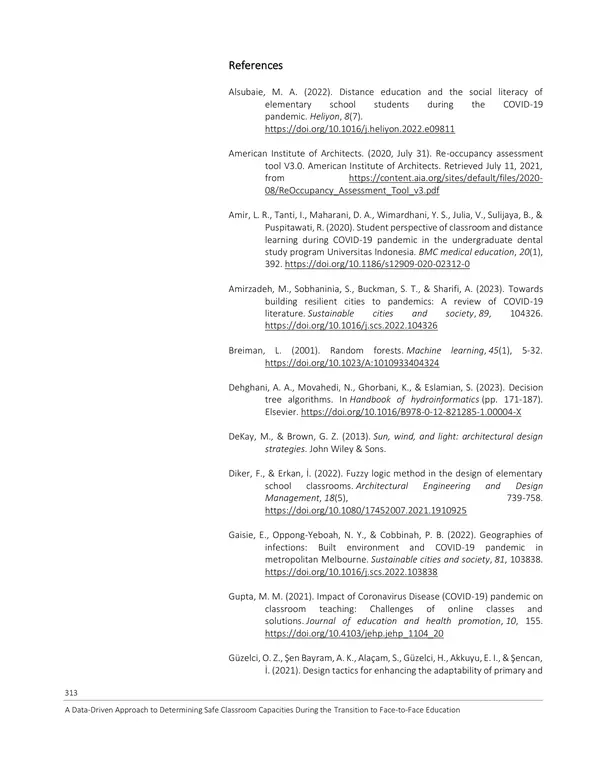 References
Alsubaie, M. A. (2022). Distance education and the social literacy of
elementary school students during the COVID-19
pandemic. Heliyon, 8(7).
https://doi.org/10.1016/j.heliyon.2022.e09811
American Institute of Architects. (2020, July 31). Re-occupancy assessment
tool V3.0. American Institute of Architects. Retrieved July 11, 2021,
from https://content.aia.org/sites/default/files/2020-
08/ReOccupancy_Assessment_Tool_v3.pdf
Amir, L. R., Tanti, I., Maharani, D. A., Wimardhani, Y. S., Julia, V., Sulijaya, B., &
Puspitawati, R. (2020). Student perspective of classroom and distance
learning during COVID-19 pandemic in the undergraduate dental
study program Universitas Indonesia. BMC medical education, 20(1),
392. https://doi.org/10.1186/s12909-020-02312-0
Amirzadeh, M., Sobhaninia, S., Buckman, S. T., & Sharifi, A. (2023). Towards
building resilient cities to pandemics: A review of COVID-19
literature. Sustainable cities and society, 89, 104326.
https://doi.org/10.1016/j.scs.2022.104326
Breiman, L. (2001). Random forests. Machine learning, 45(1), 5-32.
https://doi.org/10.1023/A:1010933404324
Dehghani, A. A., Movahedi, N., Ghorbani, K., & Eslamian, S. (2023). Decision
tree algorithms. In Handbook of hydroinformatics (pp. 171-187).
Elsevier. https://doi.org/10.1016/B978-0-12-821285-1.00004-X
DeKay, M., & Brown, G. Z. (2013). Sun, wind, and light: architectural design
strategies. John Wiley & Sons.
Diker, F., & Erkan, İ. (2022). Fuzzy logic method in the design of elementary
school classrooms. Architectural Engineering and Design
Management, 18(5), 739-758.
https://doi.org/10.1080/17452007.2021.1910925
Gaisie, E., Oppong-Yeboah, N. Y., & Cobbinah, P. B. (2022). Geographies of
infections: Built environment and COVID-19 pandemic in
metropolitan Melbourne. Sustainable cities and society, 81, 103838.
https://doi.org/10.1016/j.scs.2022.103838
Gupta, M. M. (2021). Impact of Coronavirus Disease (COVID-19) pandemic on
classroom teaching: Challenges of online classes and
solutions. Journal of education and health promotion, 10, 155.
https://doi.org/10.4103/jehp.jehp_1104_20
Güzelci, O. Z., Şen Bayram, A. K., Alaçam, S., Güzelci, H., Akkuyu, E. I., & Şencan,
İ. (2021). Design tactics for enhancing the adaptability of primary and
313
A Data-Driven Approach to Determining Safe Classroom Capacities During the Transition to Face-to-Face Education